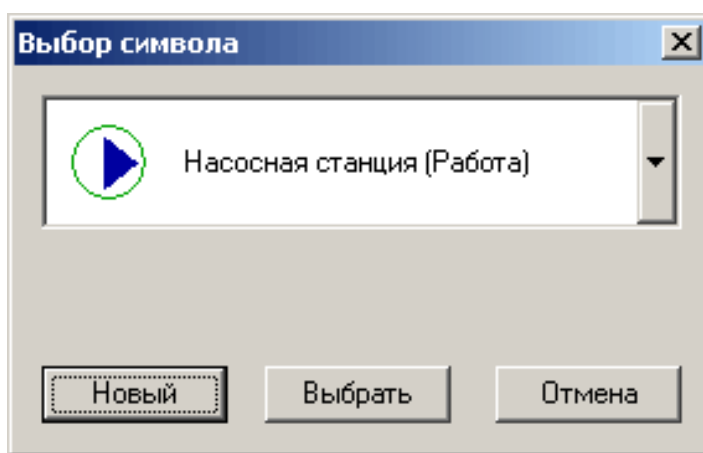 Выбор символа
Насосная станция (Работа)
Новый Выбрать Отмена